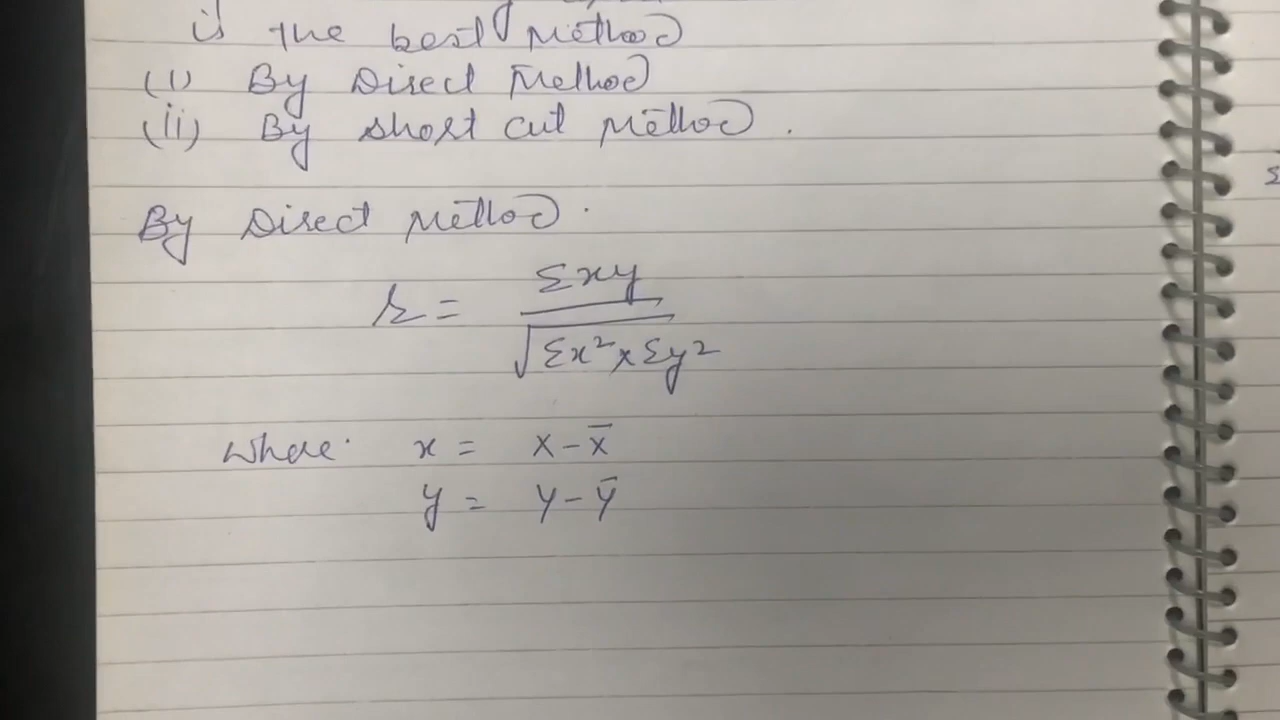 is the best Method
(i) By Direct Method
(ii) By short cut Method.
By Direct Method.
r = Σxy / √Σx² × Σy²
where. x = X - X̄
y = Y - Ȳ
Σ